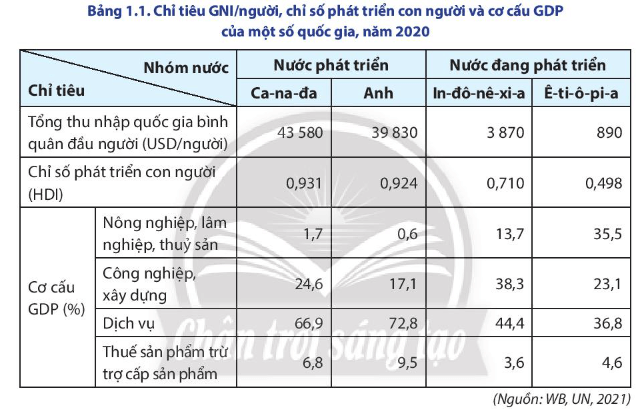 Bảng 1.1. Chỉ tiêu GNI/người, chỉ số phát triển con người và cơ cấu GDP
của một số quốc gia, năm 2020
Nhóm nước
Chỉ tiêu
Nước phát triển
Nước đang phát triển
Ca-na-đa
Anh
In-đô-nê-xi-a
Ê-ti-ô-pi-a
Tổng thu nhập quốc gia bình
quân đầu người (USD/người)
43 580
39 830
3 870
890
Chỉ số phát triển con người
(HDI)
0,931
0,924
0,710
0,498
Cơ cấu
GDP (%)
Nông nghiệp, lâm
nghiệp, thuỷ sản
1,7
0,6
13,7
35,5
Công nghiệp,
xây dựng
24,6
17,1
38,3
23,1
Dịch vụ
66,9
72,8
44,4
36,8
Thuế sản phẩm trừ
trợ cấp sản phẩm
6,8
9,5
3,6
4,6
Chân trời sáng tạo
(Nguồn: WB, UN, 2021)